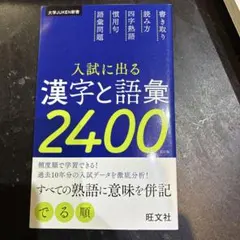 大学JUKEN新書
書き取り
読み方
四字熟語
慣用句
語彙問題
入試に出る
漢字と語彙
2400
頻度順で学習できる!
過去10年分の入試データを徹底分析!
すべての熟語に意味を併記
でる順
旺文社